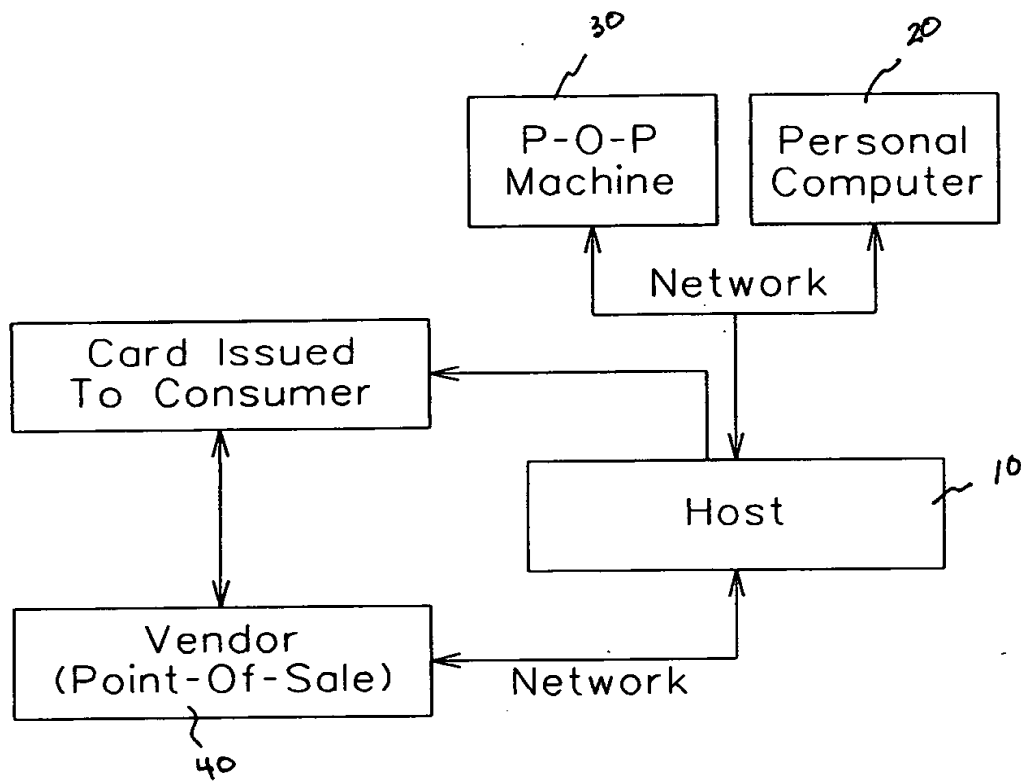 30
20
P-O-P
Machine
Personal
Computer
Network
Card Issued
To Consumer
Host
10
Vendor
(Point-Of-Sale)
Network
40